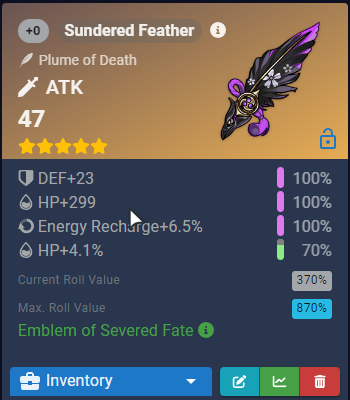 +0 Sundered Feather
Plume of Death
ATK
47
DEF+23 100%
HP+299 100%
Energy Recharge+6.5% 100%
HP+4.1% 70%
Current Roll Value 370%
Max. Roll Value 870%
Emblem of Severed Fate
Inventory